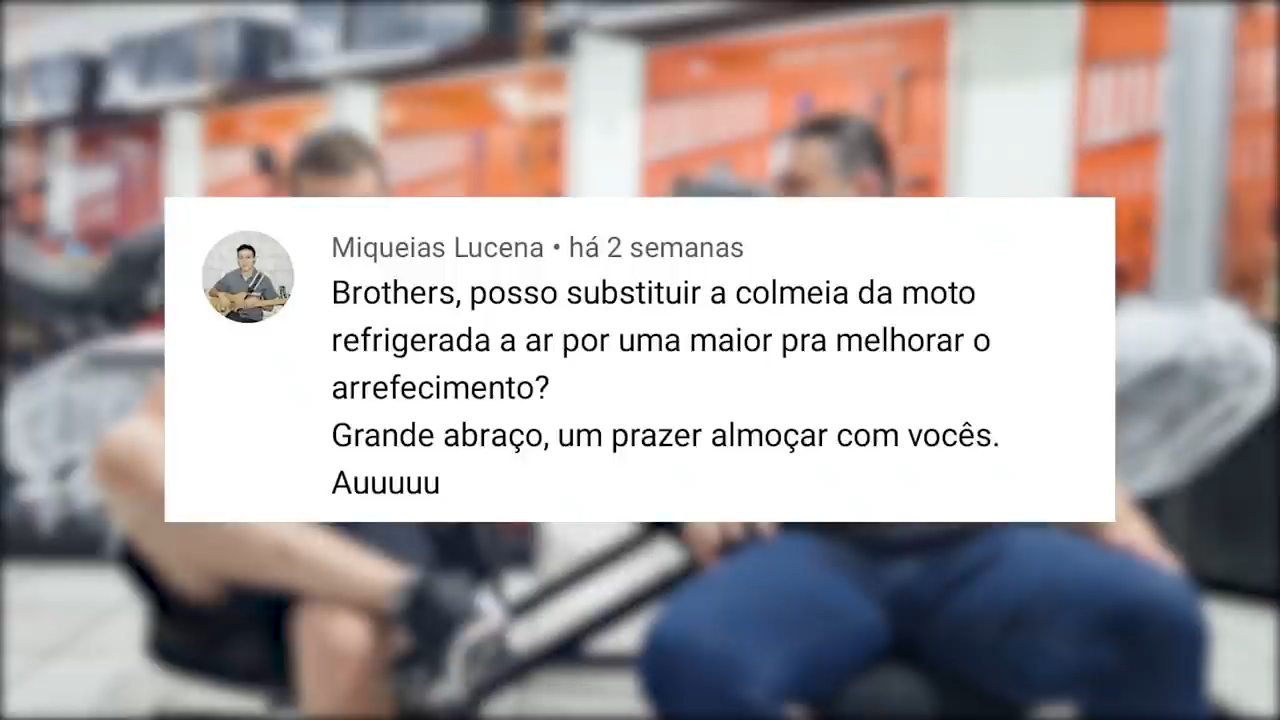 Miqueias Lucena • há 2 semanas
Brothers, posso substituir a colmeia da moto
refrigerada a ar por uma maior pra melhorar o
arrefecimento?
Grande abraço, um prazer almoçar com vocês.
Auuuuu